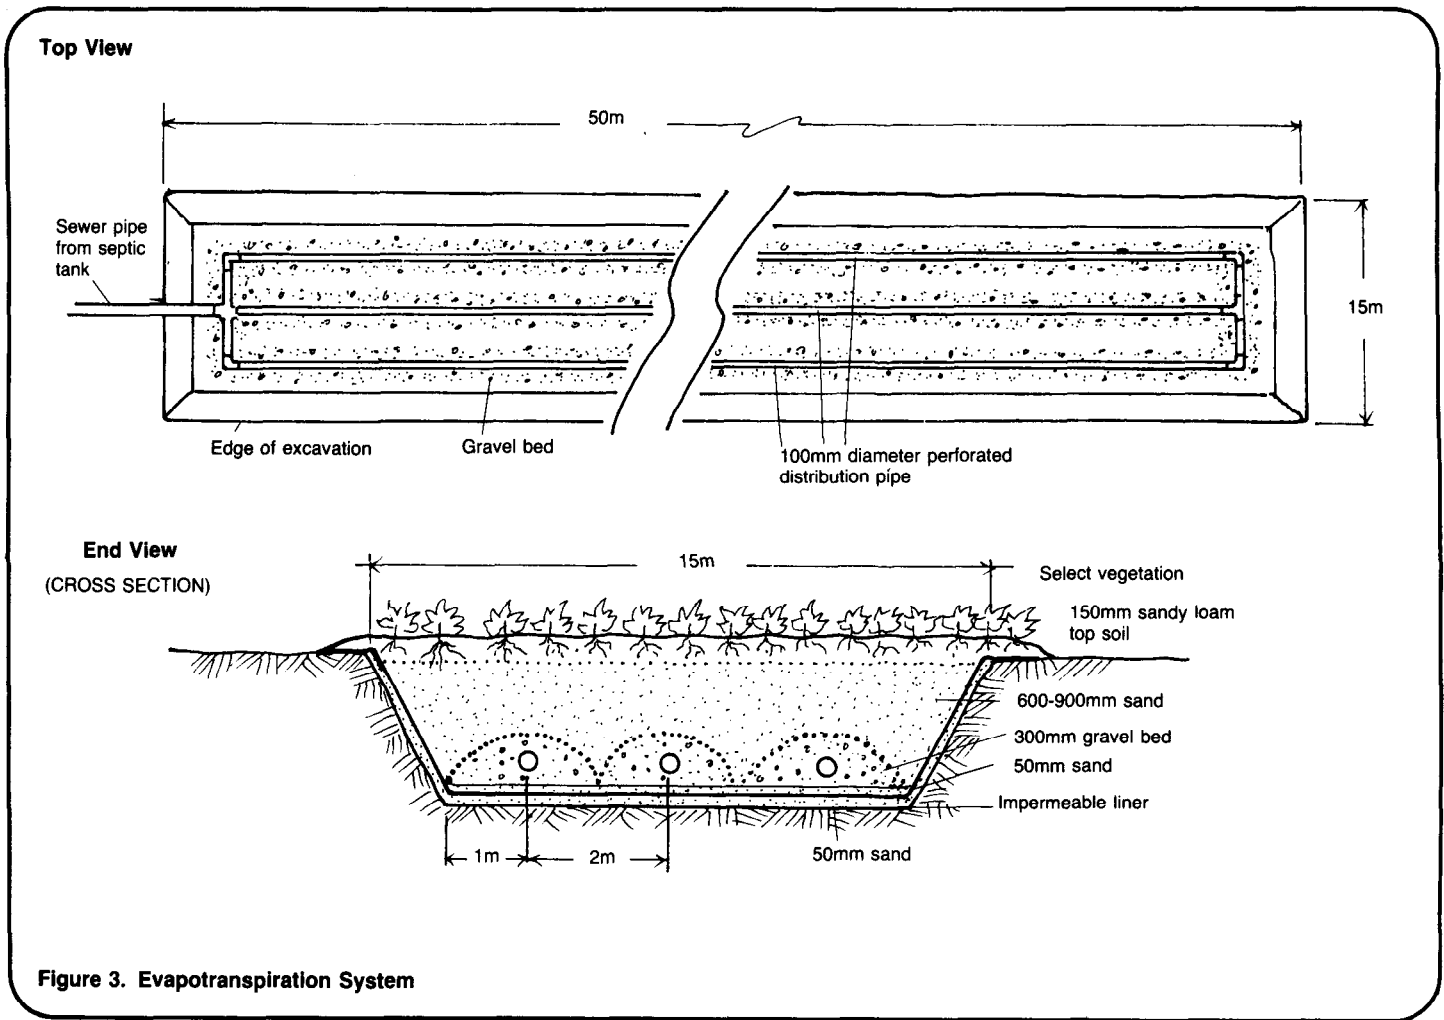 Top View
50m
Sewer pipe
from septic
tank
15m
Edge of excavation
Gravel bed
100mm diameter perforated
distribution pipe
End View
(CROSS SECTION)
15m
Select vegetation
150mm sandy loam
top soil
600-900mm sand
300mm gravel bed
50mm sand
Impermeable liner
1m
2m
50mm sand
Figure 3. Evapotranspiration System